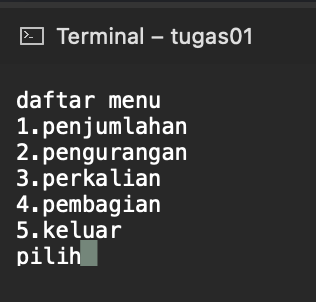 Terminal – tugas01
daftar menu
1.penjumlahan
2.pengurangan
3.perkalian
4.pembagian
5.keluar
pilih